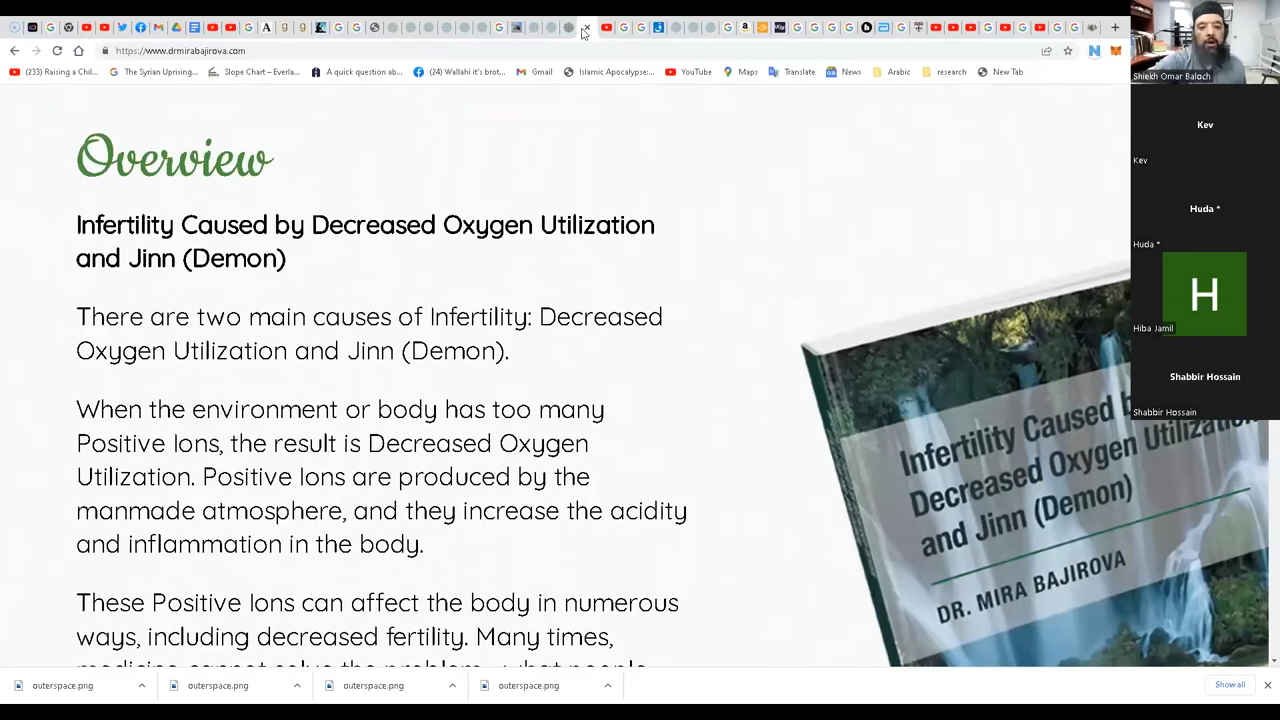 https://www.drmirabajirova.com
(233) Raising a Chil...
The Syrian Uprising...
Slope Chart – Everla...
A quick question ab...
(24) Wallahi it's brot...
Gmail
Islamic Apocalypse:...
YouTube
Maps
Translate
News
Arabic
research
New Tab
Overview
Infertility Caused by Decreased Oxygen Utilization
and Jinn (Demon)
There are two main causes of Infertility: Decreased
Oxygen Utilization and Jinn (Demon).
When the environment or body has too many
Positive Ions, the result is Decreased Oxygen
Utilization. Positive Ions are produced by the
manmade atmosphere, and they increase the acidity
and inflammation in the body.
These Positive Ions can affect the body in numerous
ways, including decreased fertility. Many times,
Infertility Caused
Decreased Oxygen
and Jinn (Demon)
DR. MIRA BAJIROVA
Shiekh Omar Baloch
Kev
Kev
Huda *
Huda *
H
Hiba Jamil
Shabbir Hossain
Shabbir Hossain
outerspace.png
outerspace.png
outerspace.png
outerspace.png
Show all